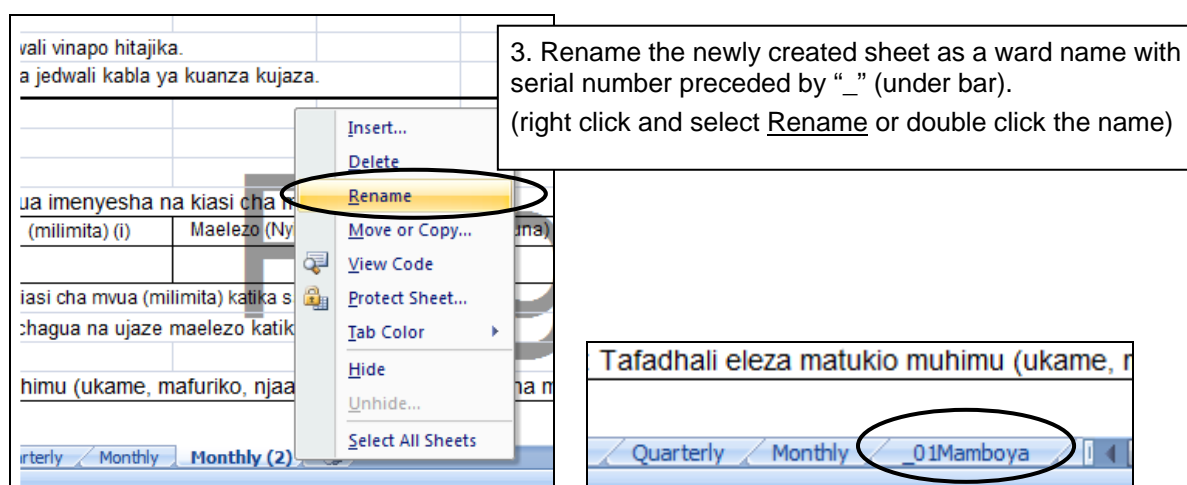 vali vinapo hitajika.
a jedwali kabla ya kuanza kujaza.
3. Rename the newly created sheet as a ward name with
serial number preceded by “_” (under bar).
(right click and select Rename or double click the name)
Insert...
Delete
Rename
Move or Copy...
View Code
Protect Sheet...
Tab Color
Hide
Unhide...
Select All Sheets
ua imenyesha na kiasi cha
(milimita) (i) Maelezo (Ny una)
iasi cha mvua (milimita) katika s
chagua na ujaze maelezo katik
himu (ukame, mafuriko, njaa na m
rterly Monthly Monthly (2)
Tafadhali eleza matukio muhimu (ukame,
Quarterly Monthly _01Mamboya